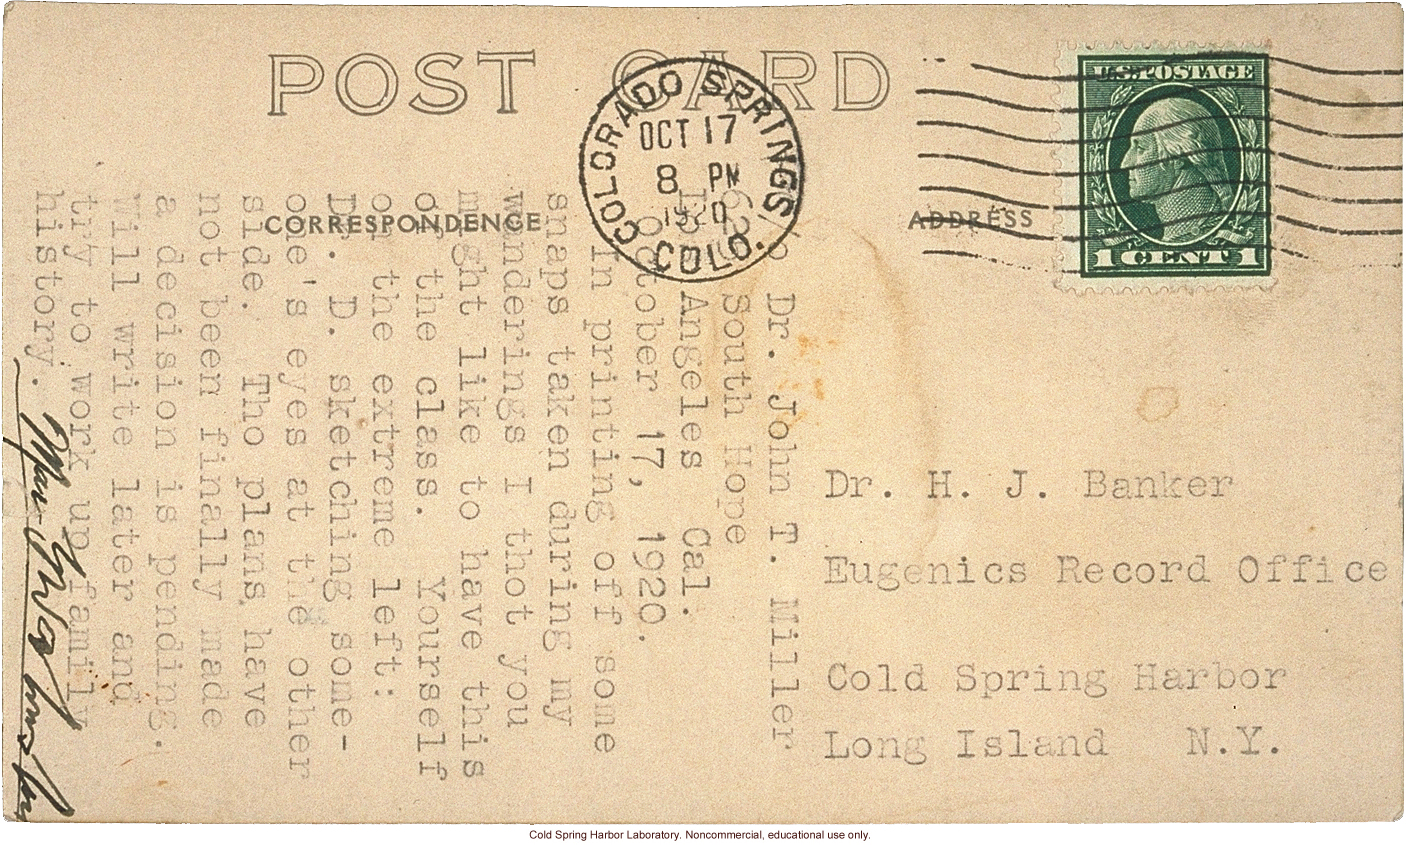 POST CARD
COLORADO SPRINGS
COLO.
OCT 17
8 PM
1920
U.S. POSTAGE
1 CENT 1
CORRESPONDENCE
ADDRESS
Dr. John T. Miller
South Hope
Angeles Cal.
October 17, 1920.
In printing off some
snaps taken during my
wanderings I thot you
might like to have this
of the class. Yourself
on the extreme left:
Dr. D. sketching some-
one's eyes at the other
side. Tho plans have
not been finally made
a decision is pending.
Will write later and
try to work up family
history.
Dr. H. J. Banker
Eugenics Record Office
Cold Spring Harbor
Long Island N.Y.
Cold Spring Harbor Laboratory. Noncommercial, educational use only.